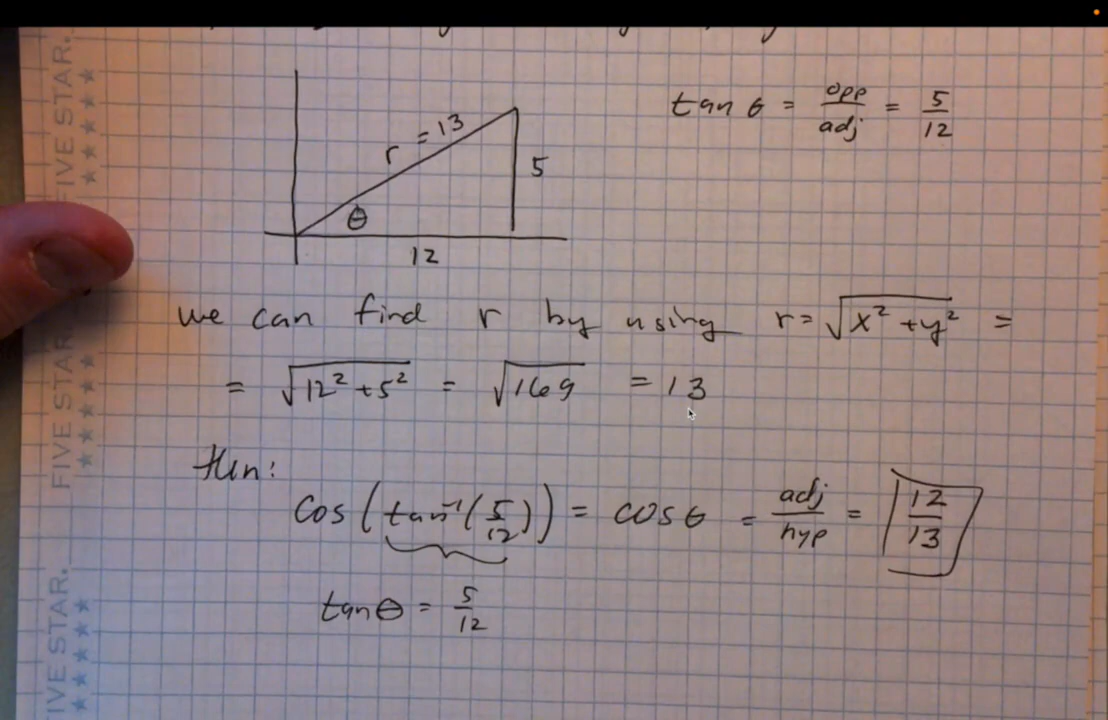 tan θ = opp/adj = 5/12
r = 13
5
θ
12
we can find r by using r = √(x² + y²) =
= √(12² + 5²) = √169 = 13
then:
cos(tan⁻¹(5/12)) = cos θ = adj/hyp = 12/13
tan θ = 5/12
FIVE STAR.
FIVE STAR.
FIVE STAR.